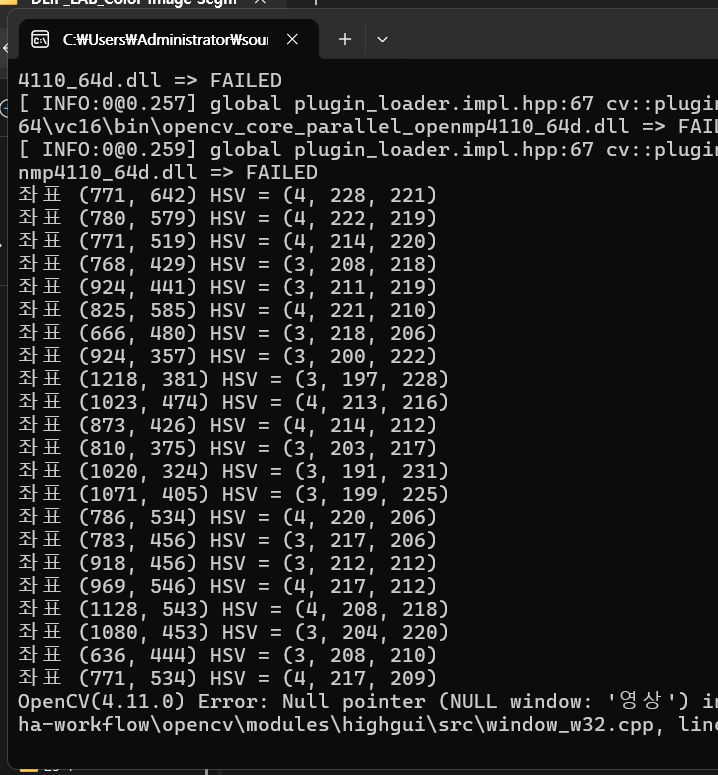 DLIP_LAB_Color Image Segm
C:₩Users₩Administrator₩sou
4110_64d.dll => FAILED
[ INFO:0@0.257] global plugin_loader.impl.hpp:67 cv::plugin
64\vc16\bin\opencv_core_parallel_openmp4110_64d.dll => FAIL
[ INFO:0@0.259] global plugin_loader.impl.hpp:67 cv::plugin
nmp4110_64d.dll => FAILED
좌표 (771, 642) HSV = (4, 228, 221)
좌표 (780, 579) HSV = (4, 222, 219)
좌표 (771, 519) HSV = (4, 214, 220)
좌표 (768, 429) HSV = (3, 208, 218)
좌표 (924, 441) HSV = (3, 211, 219)
좌표 (825, 585) HSV = (4, 221, 210)
좌표 (666, 480) HSV = (3, 218, 206)
좌표 (924, 357) HSV = (3, 200, 222)
좌표 (1218, 381) HSV = (3, 197, 228)
좌표 (1023, 474) HSV = (4, 213, 216)
좌표 (873, 426) HSV = (4, 214, 212)
좌표 (810, 375) HSV = (3, 203, 217)
좌표 (1020, 324) HSV = (3, 191, 231)
좌표 (1071, 405) HSV = (3, 199, 225)
좌표 (786, 534) HSV = (4, 220, 206)
좌표 (783, 456) HSV = (3, 217, 206)
좌표 (918, 456) HSV = (3, 212, 212)
좌표 (969, 546) HSV = (4, 217, 212)
좌표 (1128, 543) HSV = (4, 208, 218)
좌표 (1080, 453) HSV = (3, 204, 220)
좌표 (636, 444) HSV = (3, 208, 210)
좌표 (771, 534) HSV = (4, 217, 209)
OpenCV(4.11.0) Error: Null pointer (NULL window: '영상') in
ha-workflow\opencv\modules\highgui\src\window_w32.cpp, line